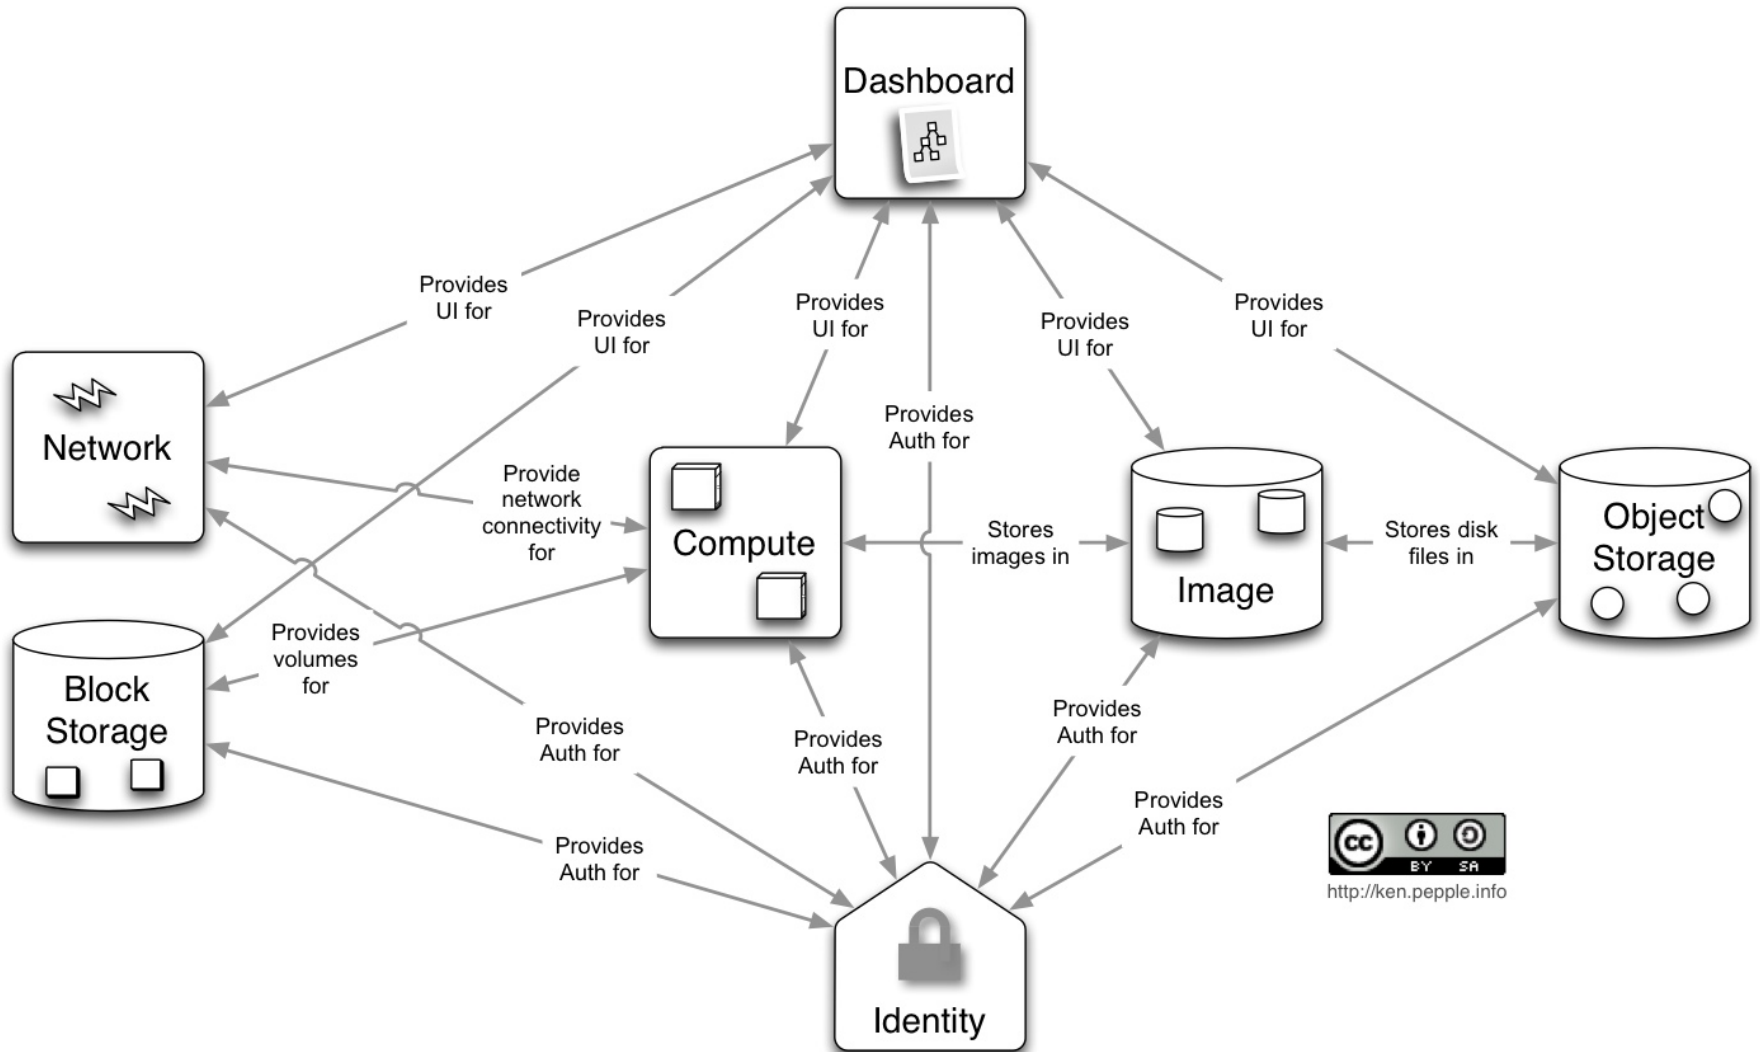 Dashboard
Provides
UI for
Provides
UI for
Provides
UI for
Provides
UI for
Provides
UI for
Network
Provides
Auth for
Provide
network
connectivity
for
Compute
Stores
images in
Image
Stores disk
files in
Object
Storage
Provides
volumes
for
Block
Storage
Provides
Auth for
Provides
Auth for
Provides
Auth for
Provides
Auth for
Provides
Auth for
cc
BY SA
http://ken.pepple.info
Identity